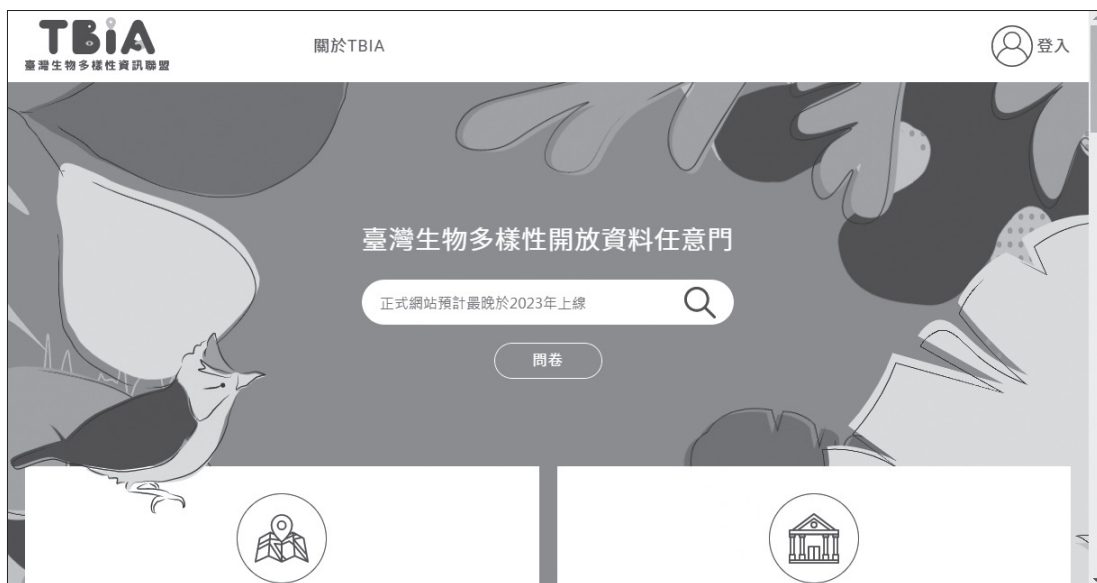 TBiA
臺灣生物多樣性資訊聯盟
關於TBIA
登入
臺灣生物多樣性開放資料任意門
正式網站預計最晚於2023年上線
問卷